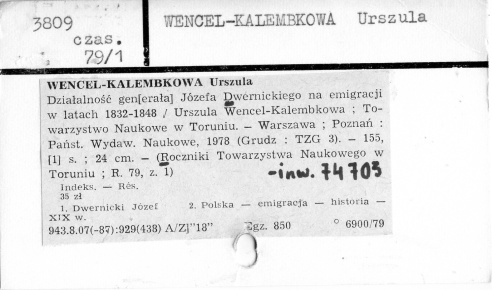 3809
czas.
79/1
WENCEL-KALEMBKOWA Urszula
WENCEL-KALEMBKOWA Urszula
Działalność gen[erała] Józefa Dwernickiego na emigracji
w latach 1832-1848 / Urszula Wencel-Kalembkowa ; To-
warzystwo Naukowe w Toruniu. — Warszawa ; Poznań :
Państ. Wydaw. Naukowe, 1978 (Grudz : TZG 3). — 155,
[1] s. ; 24 cm. — (Roczniki Towarzystwa Naukowego w
Toruniu ; R. 79, z. 1)
-inw. 74703
Indeks. — Rés.
35 zł
1. Dwernicki Józef 2. Polska — emigracja — historia —
XIX w.
943.8.07(-87):929(438) A/Z]"18" Egz. 850 ° 6900/79